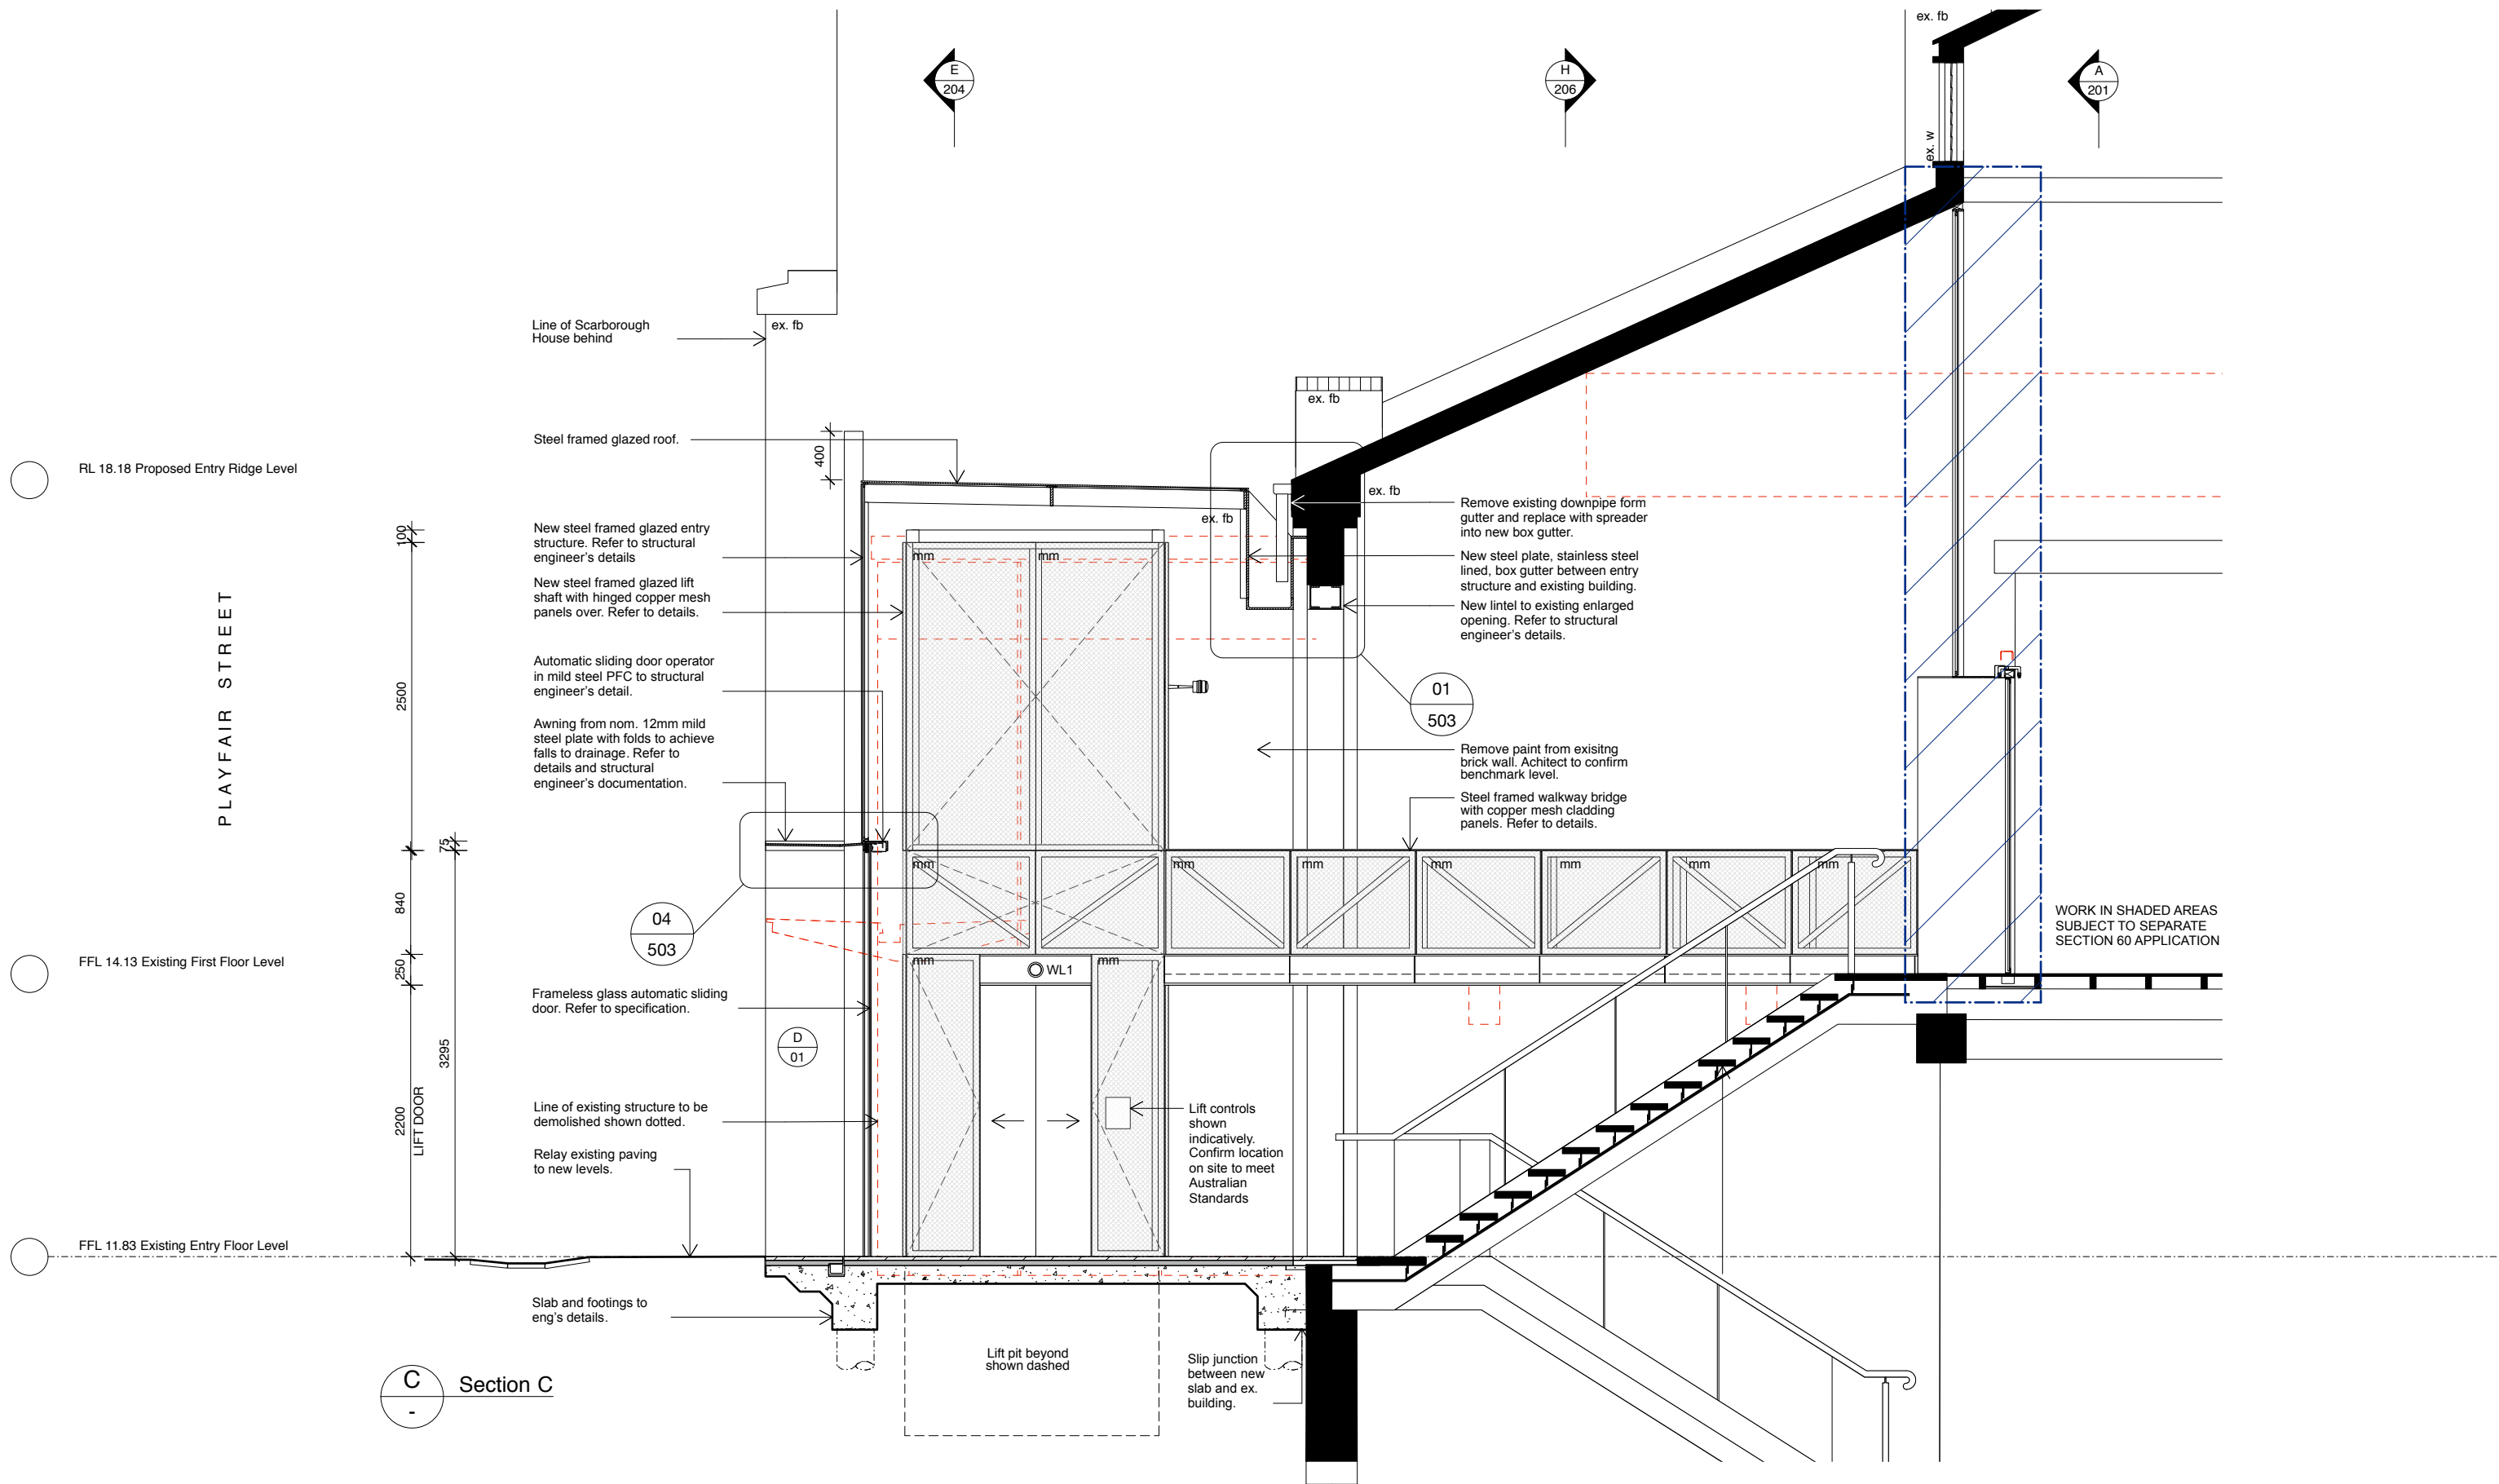 ex. fb
E
204
H
206
A
201
ex. w
Line of Scarborough
House behind
ex. fb
ex. fb
Steel framed glazed roof.
400
RL 18.18 Proposed Entry Ridge Level
ex. fb
ex. fb
Remove existing downpipe form
gutter and replace with spreader
into new box gutter.
New steel framed glazed entry
structure. Refer to structural
engineer's details
100
mm
mm
New steel plate, stainless steel
lined, box gutter between entry
structure and existing building.
New steel framed glazed lift
shaft with hinged copper mesh
panels over. Refer to details.
New lintel to existing enlarged
opening. Refer to structural
engineer's details.
PLAYFAIR STREET
2500
Automatic sliding door operator
in mild steel PFC to structural
engineer's detail.
01
503
Awning from nom. 12mm mild
steel plate with folds to achieve
falls to drainage. Refer to
details and structural
engineer's documentation.
Remove paint from exisitng
brick wall. Achitect to confirm
benchmark level.
Steel framed walkway bridge
with copper mesh cladding
panels. Refer to details.
75
mm
mm
mm
mm
mm
mm
mm
840
04
503
WORK IN SHADED AREAS
SUBJECT TO SEPARATE
SECTION 60 APPLICATION
FFL 14.13 Existing First Floor Level
250
mm
WL1
mm
Frameless glass automatic sliding
door. Refer to specification.
D
01
3295
2200
LIFT DOOR
Line of existing structure to be
demolished shown dotted.
Lift controls
shown
indicatively.
Confirm location
on site to meet
Australian
Standards
Relay existing paving
to new levels.
FFL 11.83 Existing Entry Floor Level
Slab and footings to
eng's details.
Lift pit beyond
shown dashed
Slip junction
between new
slab and ex.
building.
C
-
Section C